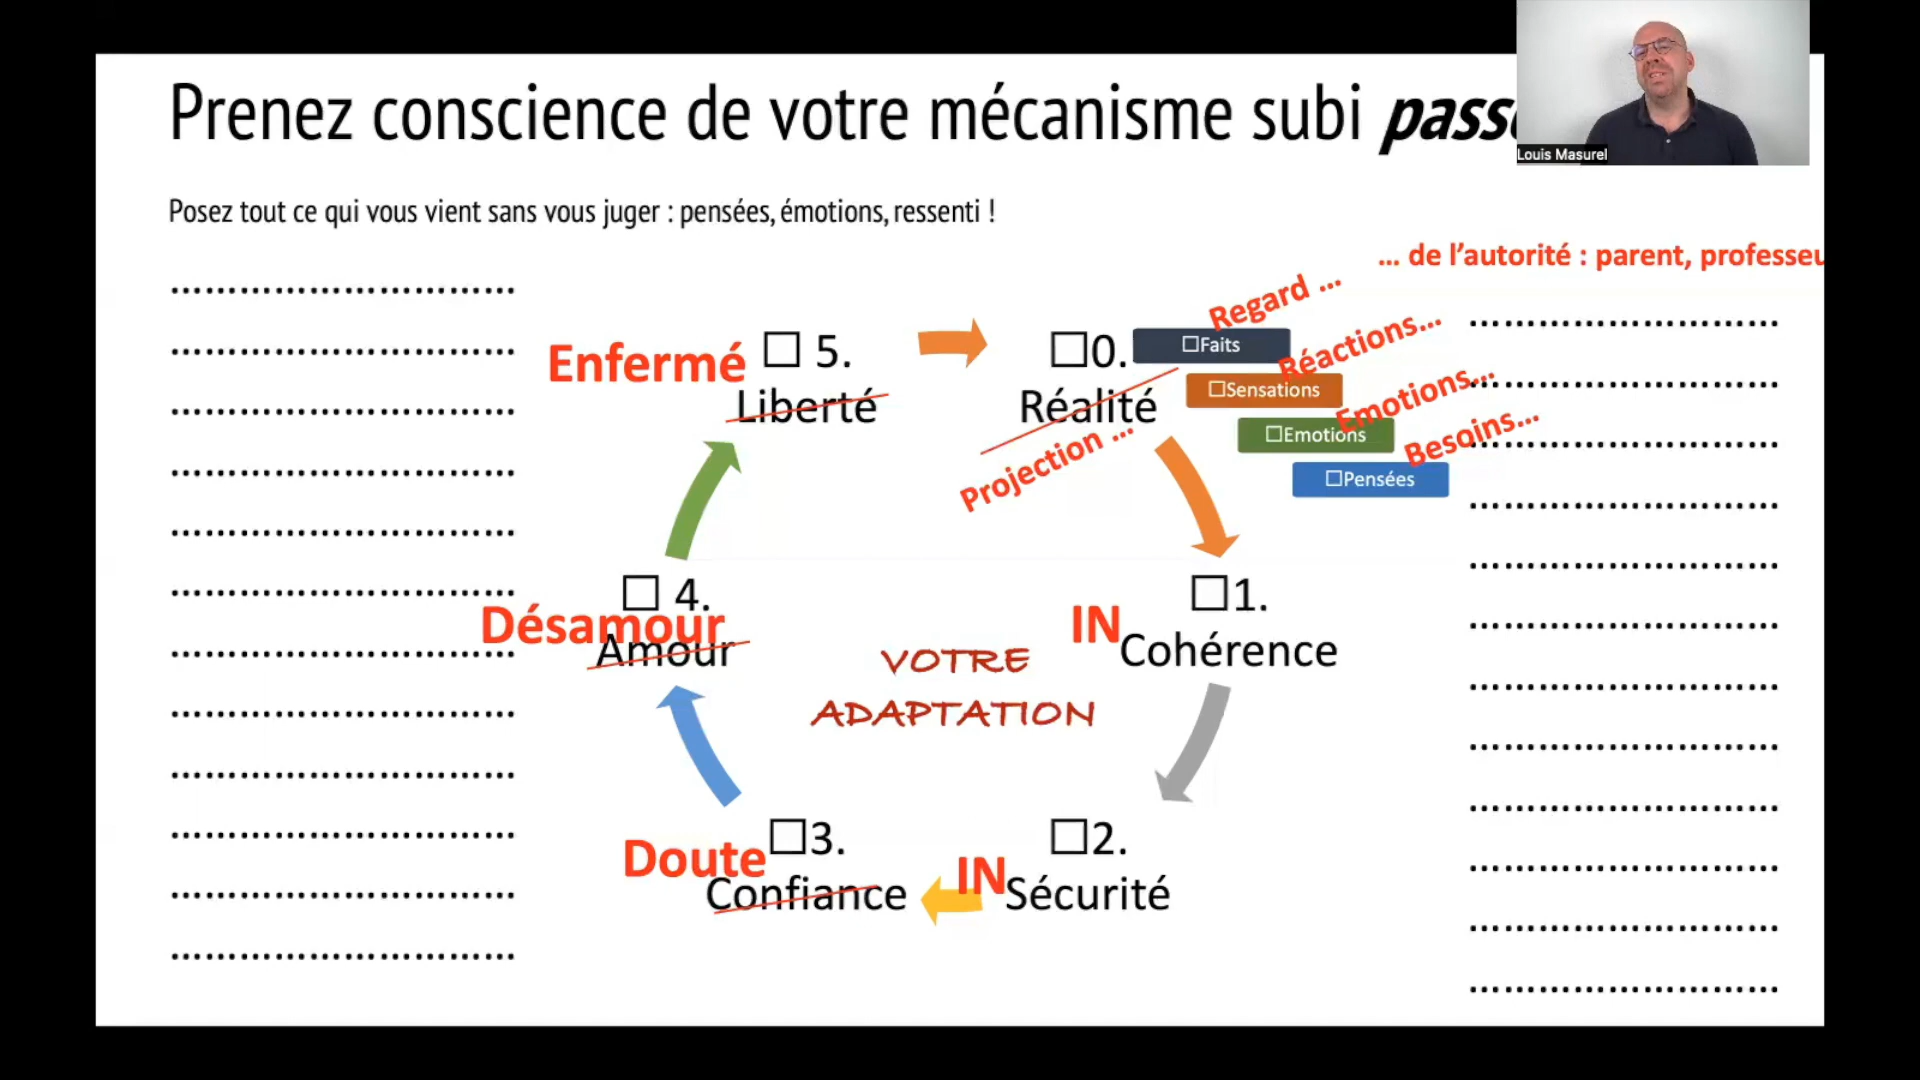 Prenez conscience de votre mécanisme subi
Louis Masurel
Posez tout ce qui vous vient sans vous juger : pensées, émotions, ressenti !
... de l'autorité : parent,
Regard ...
Réactions...
Emotions...
Besoins...
☐Faits
☐Sensations
☐Emotions
☐Pensées
Enfermé
☐ 5.
Liberté
☐0.
Réalité
Projection ...
☐ 4.
Désamour
Amour
IN
☐1.
Cohérence
VOTRE
ADAPTATION
Doute
☐3.
Confiance
IN
☐2.
Sécurité